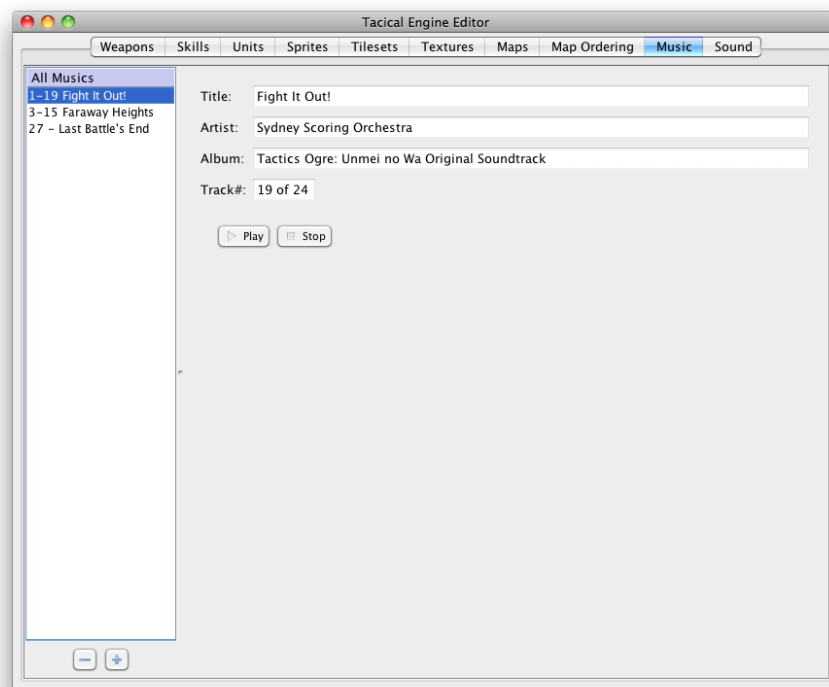 Tacical Engine Editor
Weapons Skills Units Sprites Tilesets Textures Maps Map Ordering Music Sound
All Musics
1-19 Fight It Out!
3-15 Faraway Heights
27 - Last Battle's End
Title: Fight It Out!
Artist: Sydney Scoring Orchestra
Album: Tactics Ogre: Unmei no Wa Original Soundtrack
Track#: 19 of 24
Play Stop